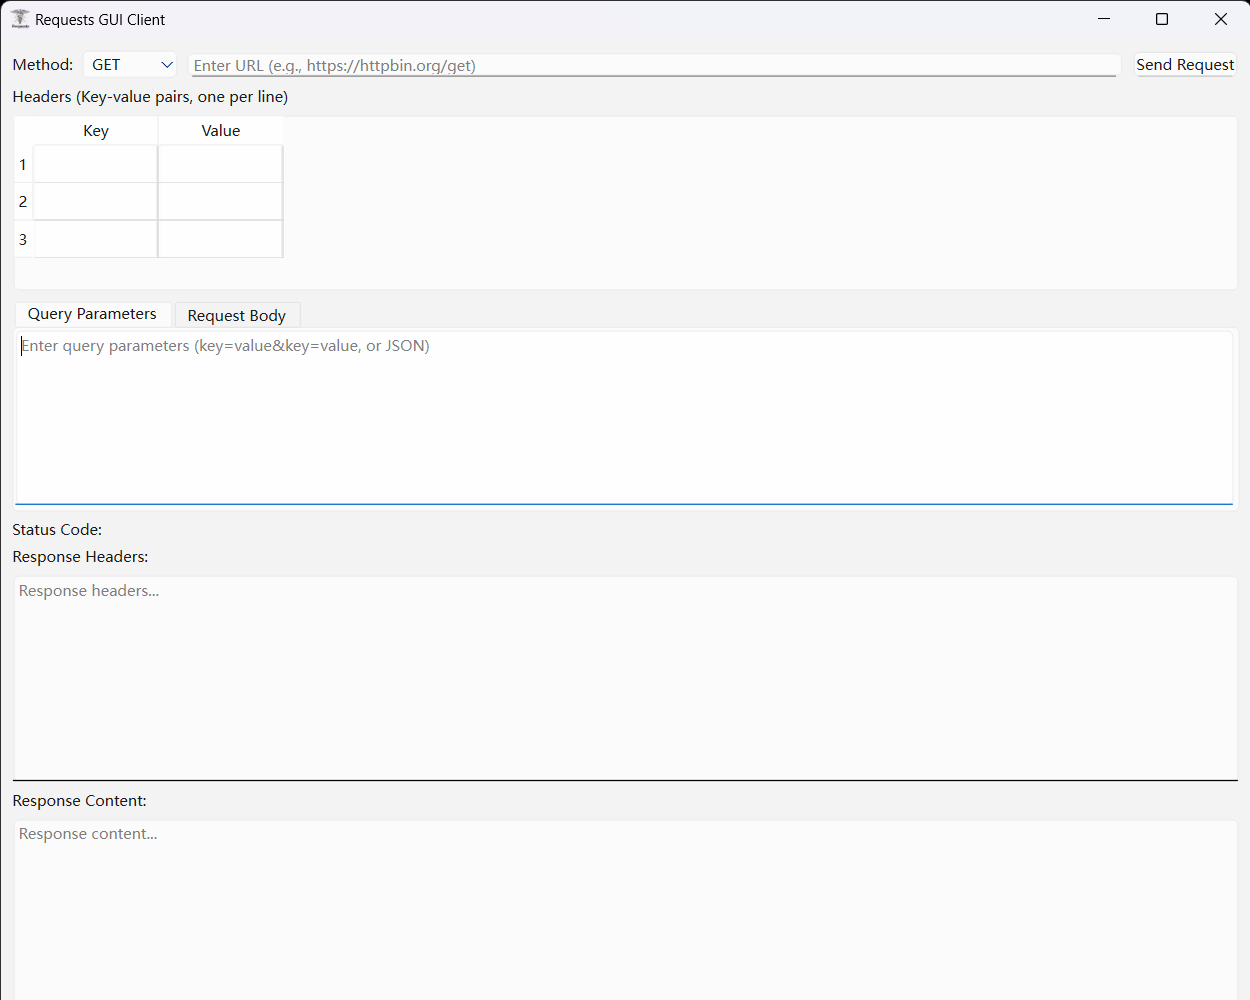 Requests GUI Client
Method: GET Enter URL (e.g., https://httpbin.org/get) Send Request
Headers (Key-value pairs, one per line)
Key Value
1
2
3
Query Parameters Request Body
Enter query parameters (key=value&key=value, or JSON)
Status Code:
Response Headers:
Response headers...
Response Content:
Response content...